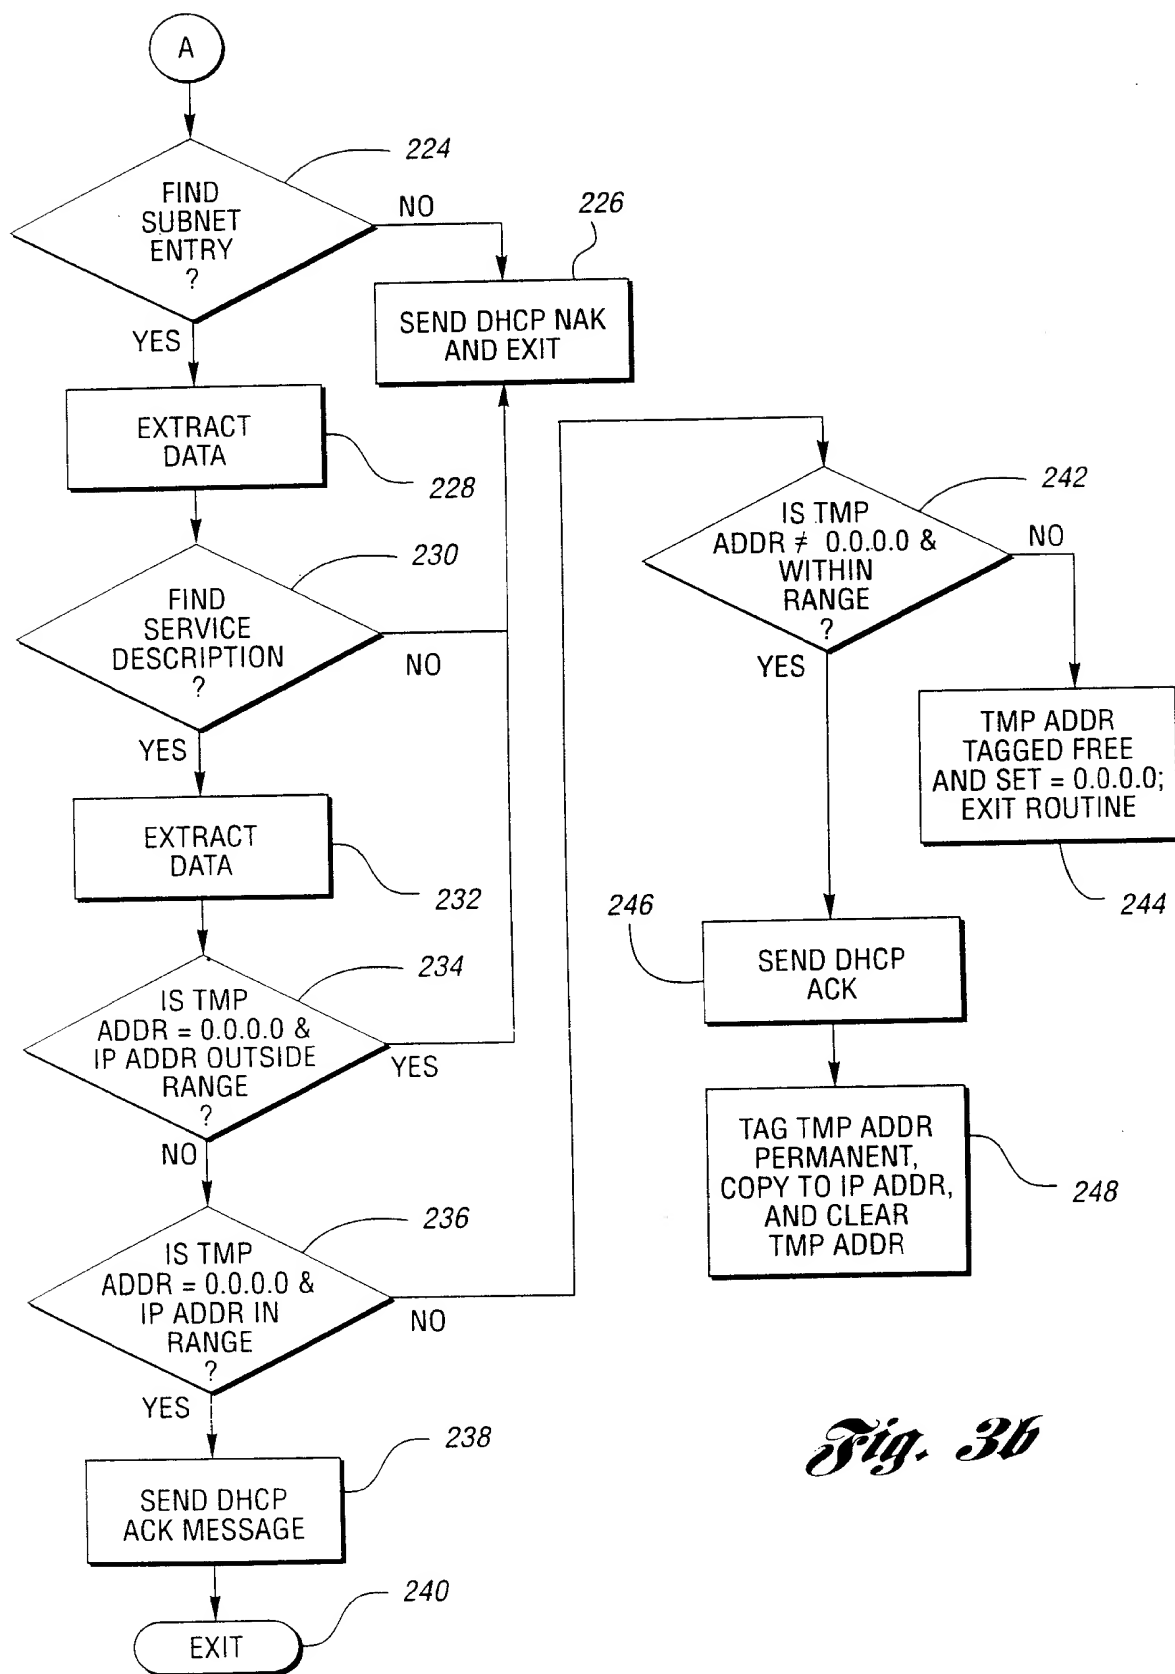 A
224
FIND
SUBNET
ENTRY
?
NO
YES
226
SEND DHCP NAK
AND EXIT
EXTRACT
DATA
228
230
FIND
SERVICE
DESCRIPTION
?
NO
YES
EXTRACT
DATA
232
234
IS TMP
ADDR = 0.0.0.0 &
IP ADDR OUTSIDE
RANGE
?
YES
NO
236
IS TMP
ADDR = 0.0.0.0 &
IP ADDR IN
RANGE
?
NO
YES
238
SEND DHCP
ACK MESSAGE
240
EXIT
242
IS TMP
ADDR ≠ 0.0.0.0 &
WITHIN
RANGE
?
NO
YES
TMP ADDR
TAGGED FREE
AND SET = 0.0.0.0;
EXIT ROUTINE
244
246
SEND DHCP
ACK
TAG TMP ADDR
PERMANENT,
COPY TO IP ADDR,
AND CLEAR
TMP ADDR
248
Fig. 3b